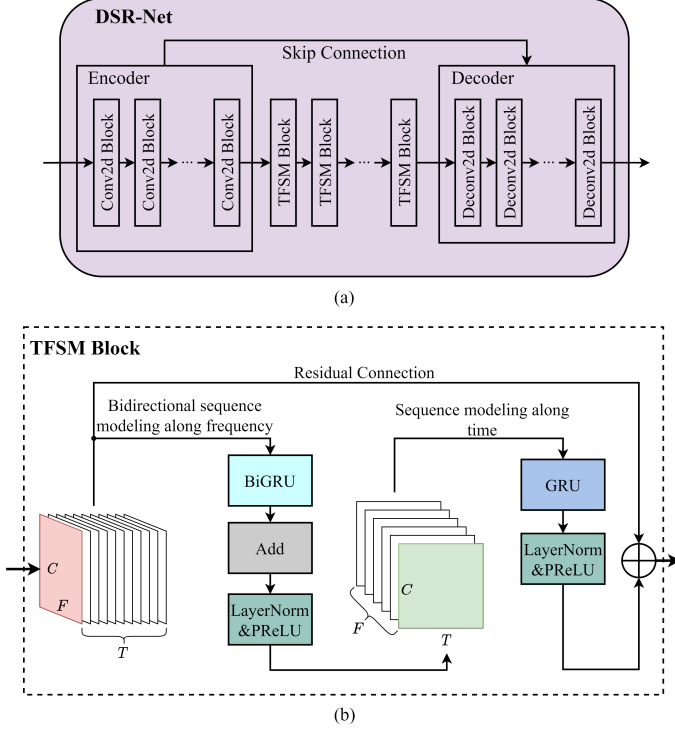 DSR-Net
Skip Connection
Encoder
Decoder
Conv2d Block
Conv2d Block
...
Conv2d Block
TFSM Block
TFSM Block
...
TFSM Block
Deconv2d Block
Deconv2d Block
...
Deconv2d Block
(a)
TFSM Block
Residual Connection
Bidirectional sequence
modeling along frequency
Sequence modeling along
time
BiGRU
GRU
Add
LayerNorm
&PReLU
LayerNorm
&PReLU
C
F
T
C
F
T
(b)